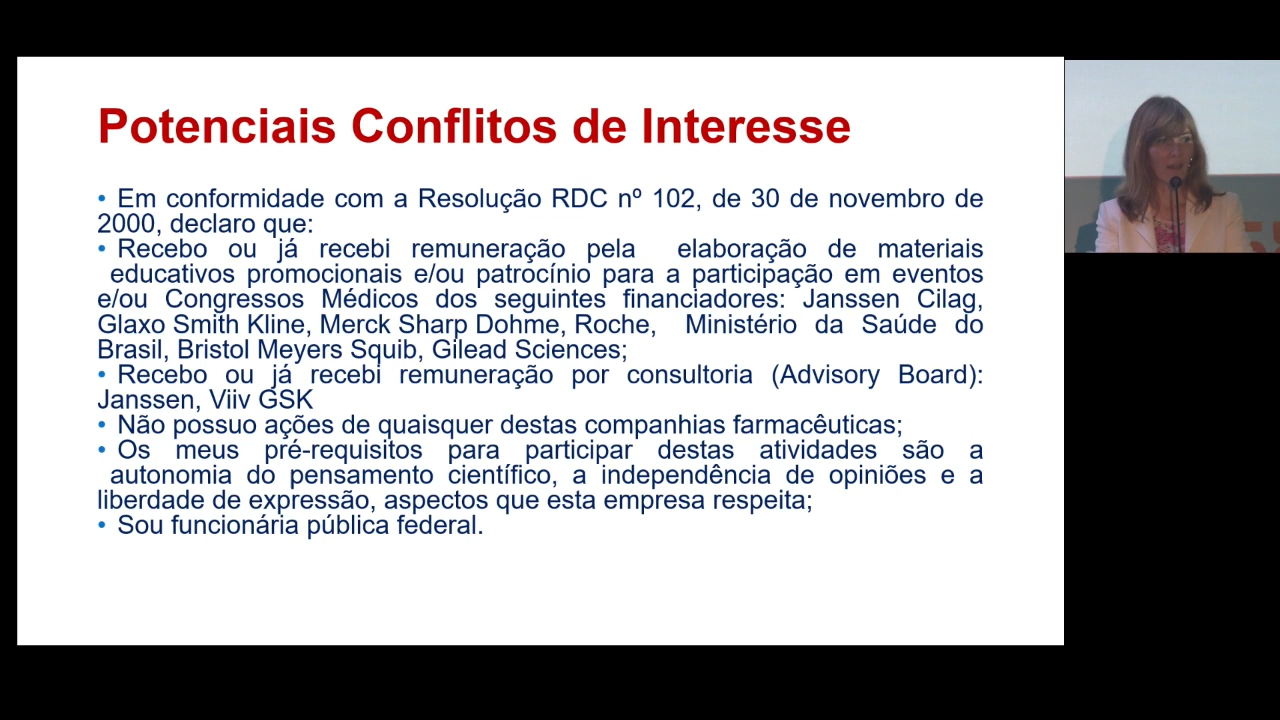 Potenciais Conflitos de Interesse
• Em conformidade com a Resolução RDC nº 102, de 30 de novembro de
2000, declaro que:
• Recebo ou já recebi remuneração pela elaboração de materiais
educativos promocionais e/ou patrocínio para a participação em eventos
e/ou Congressos Médicos dos seguintes financiadores: Janssen Cilag,
Glaxo Smith Kline, Merck Sharp Dohme, Roche, Ministério da Saúde do
Brasil, Bristol Meyers Squib, Gilead Sciences;
• Recebo ou já recebi remuneração por consultoria (Advisory Board):
Janssen, Viiv GSK
• Não possuo ações de quaisquer destas companhias farmacêuticas;
• Os meus pré-requisitos para participar destas atividades são a
autonomia do pensamento científico, a independência de opiniões e a
liberdade de expressão, aspectos que esta empresa respeita;
• Sou funcionária pública federal.